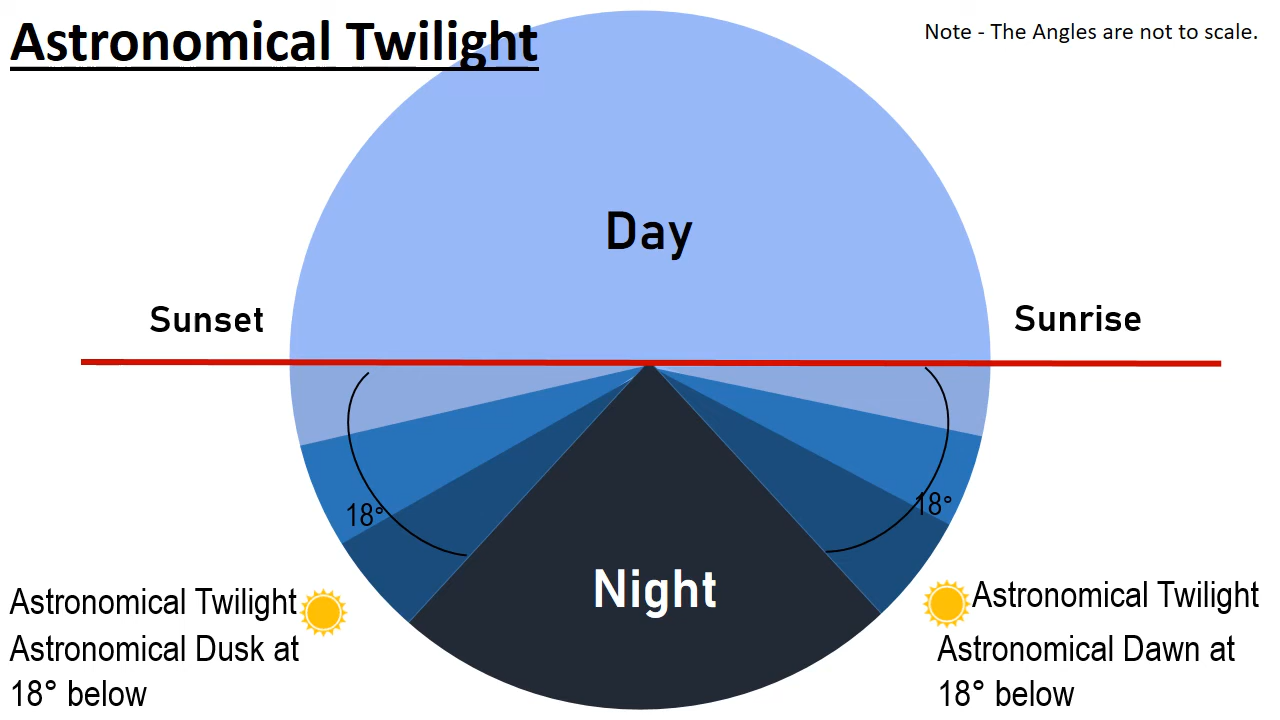 Astronomical Twilight
Note - The Angles are not to scale.
Day
Sunset
Sunrise
18°
18°
Night
Astronomical Twilight
Astronomical Dusk at
18° below
Astronomical Twilight
Astronomical Dawn at
18° below